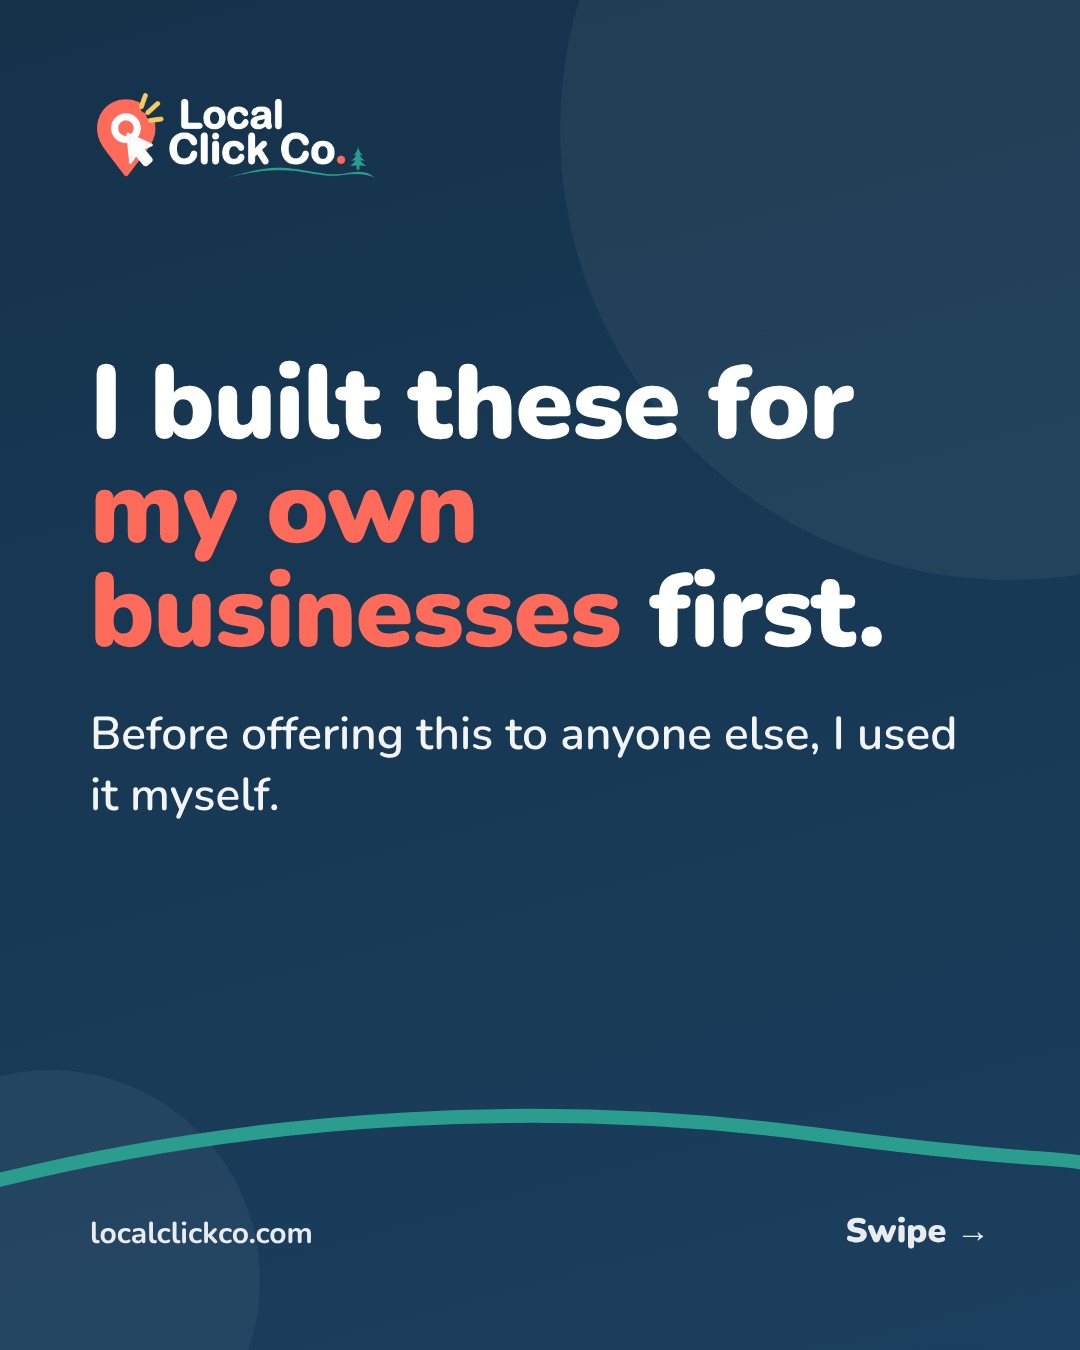 Local
Click Co.
I built these for
my own
businesses first.
Before offering this to anyone else, I used
it myself.
localclickco.com
Swipe →